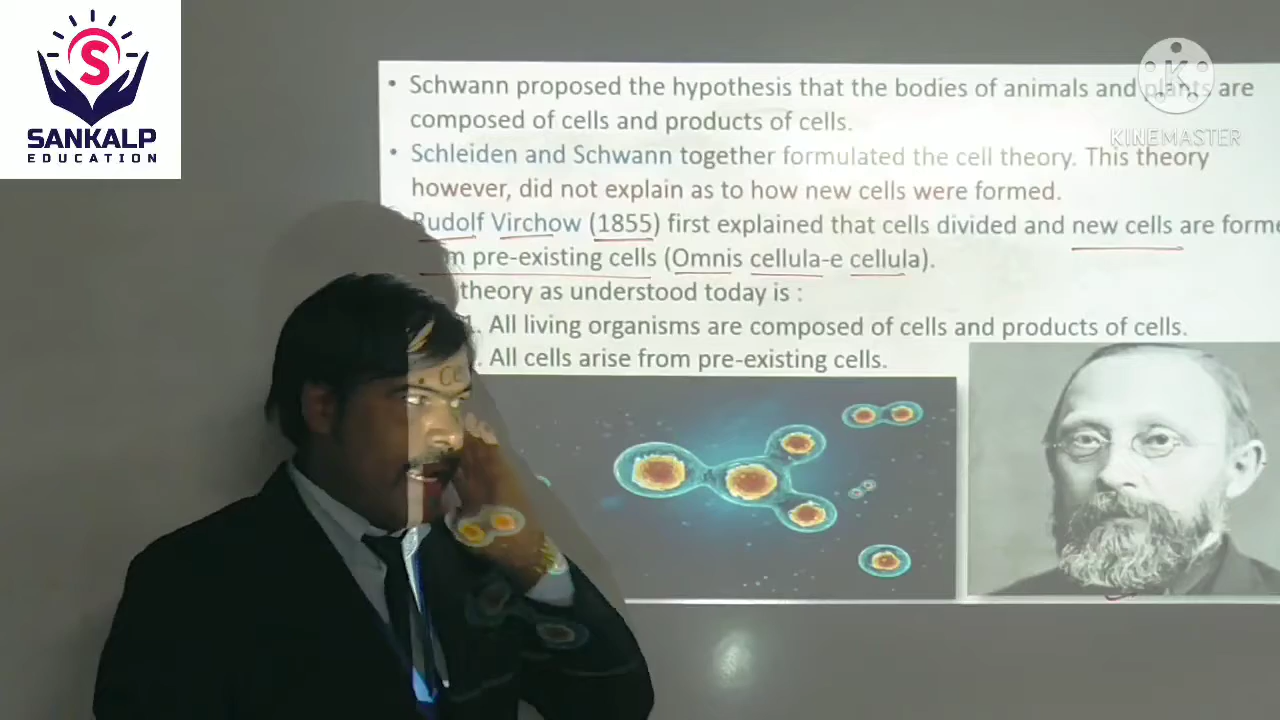 S
SANKALP
EDUCATION
K
KINEMASTER
• Schwann proposed the hypothesis that the bodies of animals and plants are
composed of cells and products of cells.
• Schleiden and Schwann together formulated the cell theory. This theory
however, did not explain as to how new cells were formed.
Rudolf Virchow (1855) first explained that cells divided and new cells are forme
m pre-existing cells (Omnis cellula-e cellula).
theory as understood today is :
1. All living organisms are composed of cells and products of cells.
. All cells arise from pre-existing cells.